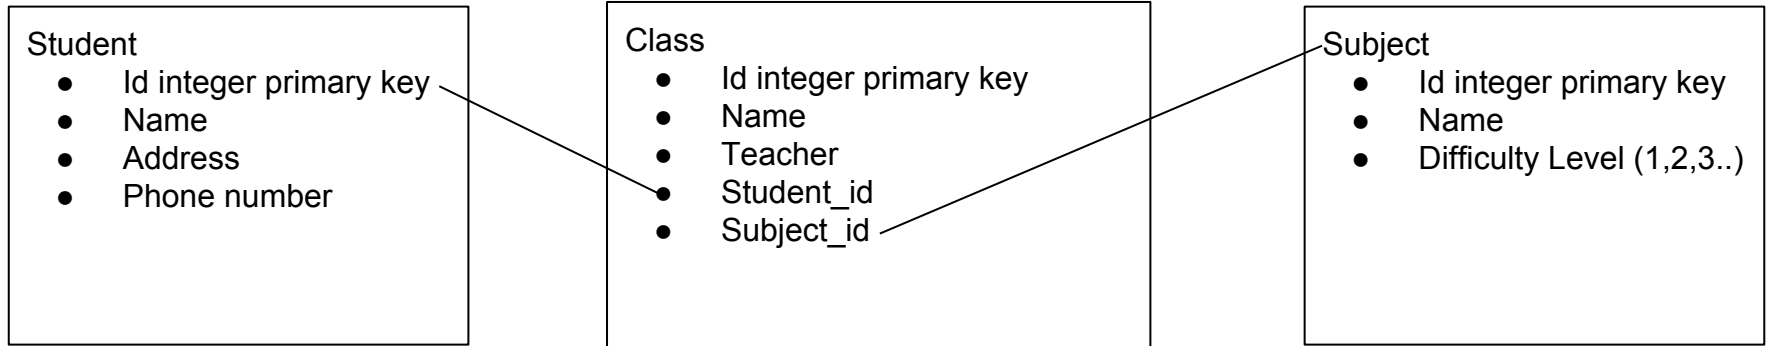 Student
● Id integer primary key
● Name
● Address
● Phone number
Class
● Id integer primary key
● Name
● Teacher
● Student_id
● Subject_id
Subject
● Id integer primary key
● Name
● Difficulty Level (1,2,3..)